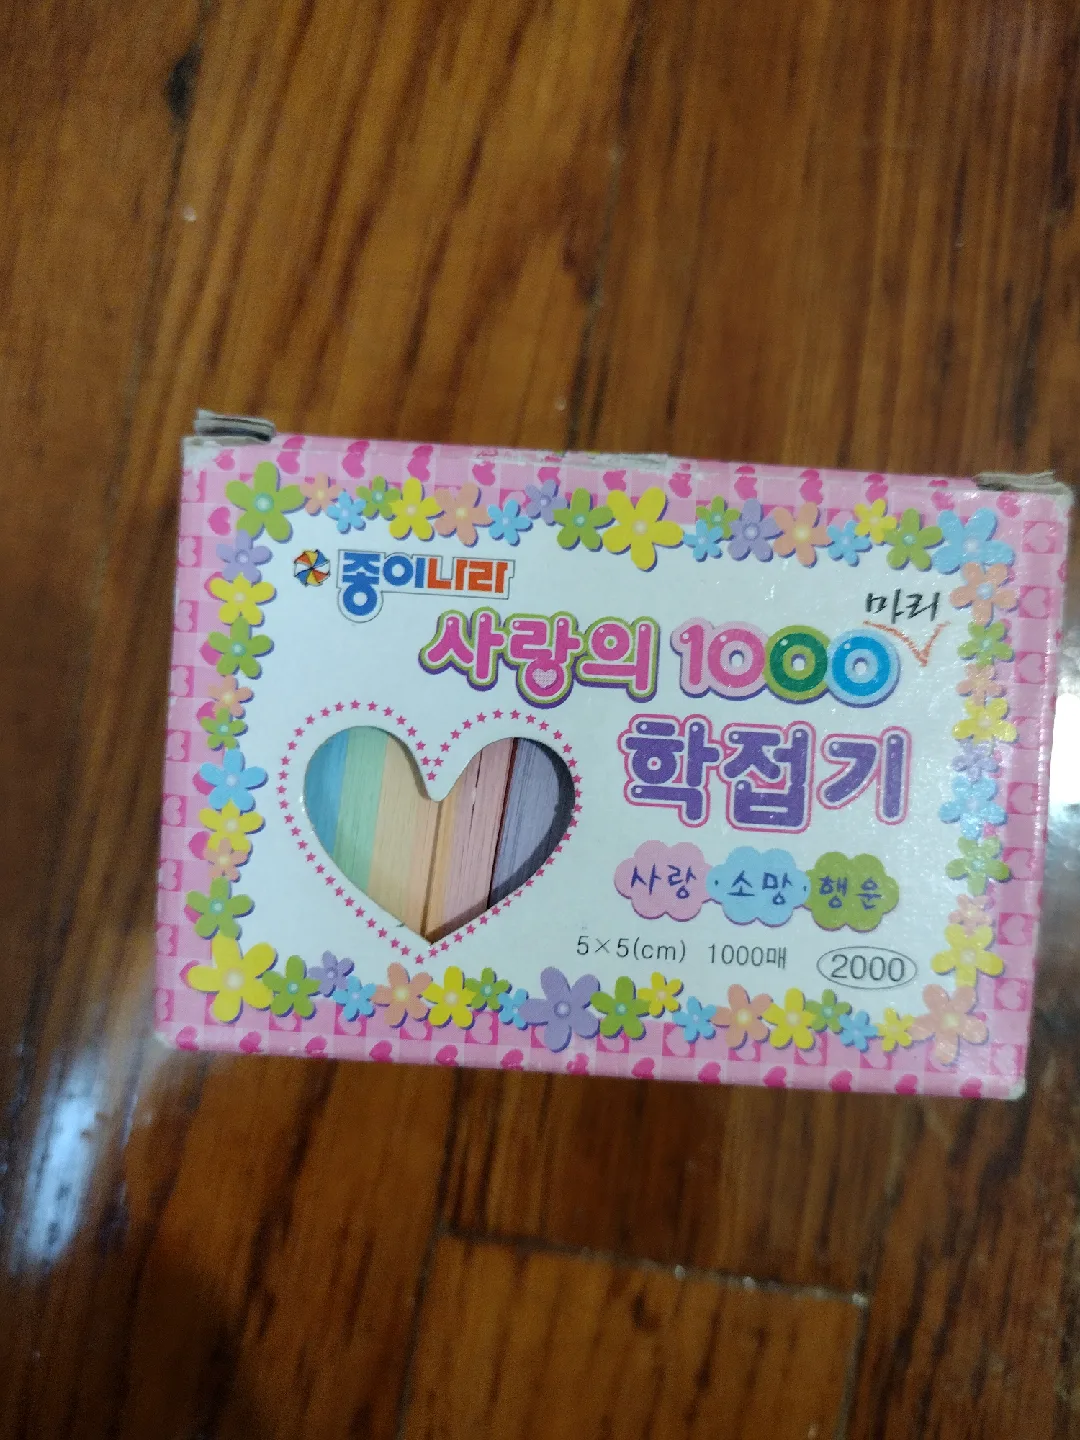 종이나라
마리
사랑의 1000
학접기
사랑·소망·행운
5×5(cm) 1000매 2000